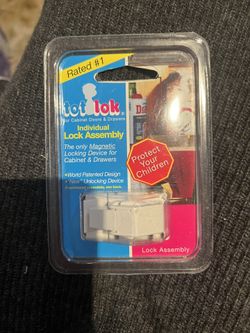 Rated #1
tot lok
For Cabinet Doors & Drawers
Individual
Lock Assembly
The only Magnetic
Locking Device for
Cabinet & Drawers
• World Patented Design
Unlocking Device
Protect Your
Children
Lock Assembly